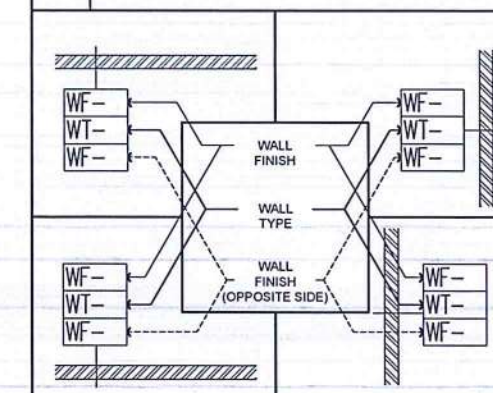 WF-
WT-
WF-
WF-
WT-
WF-
WALL
FINISH
WALL
TYPE
WALL
FINISH
(OPPOSITE SIDE)
WF-
WT-
WF-
WF-
WT-
WF-